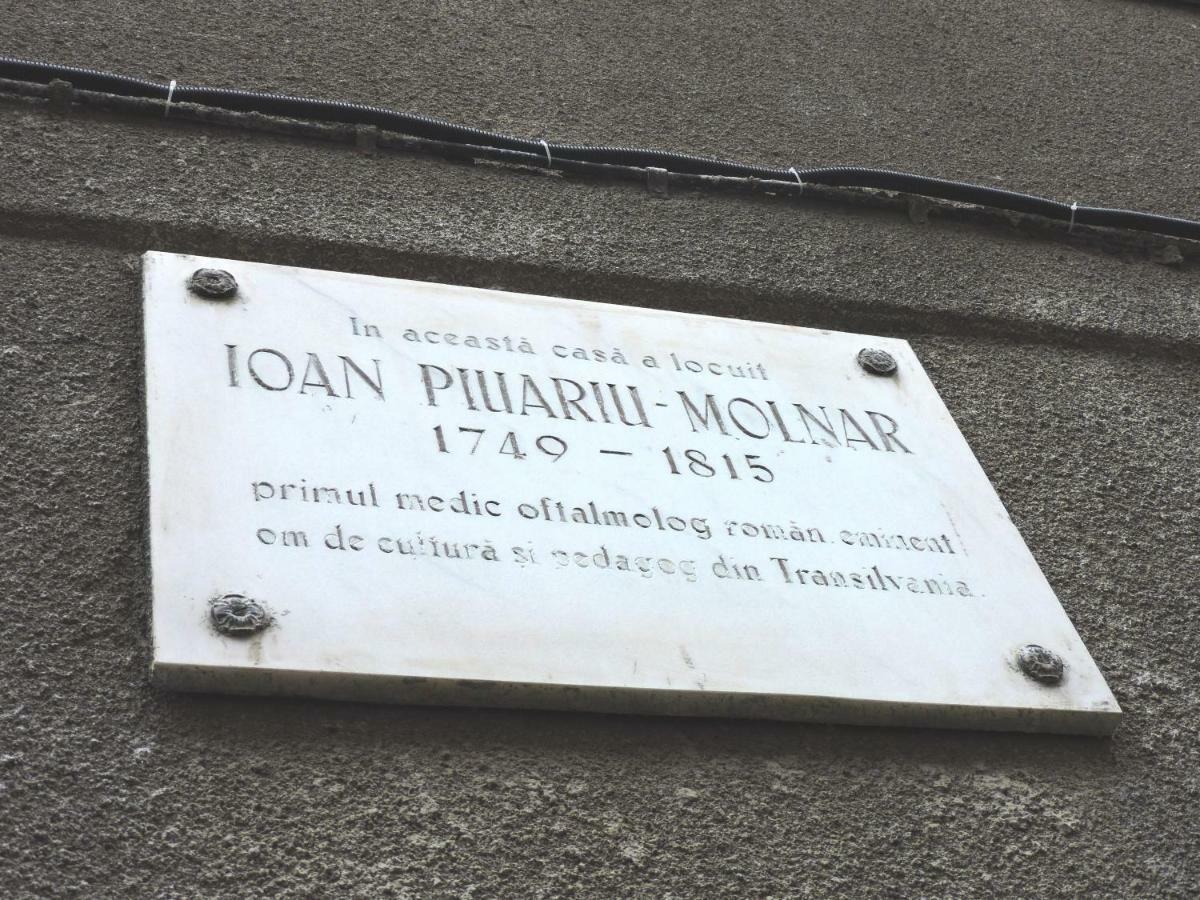 In această casă a locuit
IOAN PIUARIU-MOLNAR
1749 – 1815
primul medic oftalmolog român eminent
om de cultură și pedagog din Transilvania.